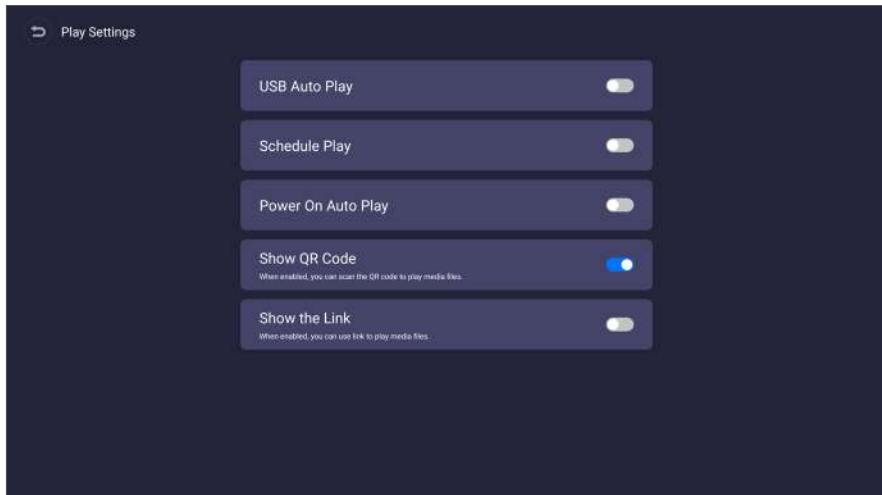 Play Settings
USB Auto Play
Schedule Play
Power On Auto Play
Show QR Code
When enabled, you can scan the QR code to play media files.
Show the Link
When enabled, you can use link to play media files.